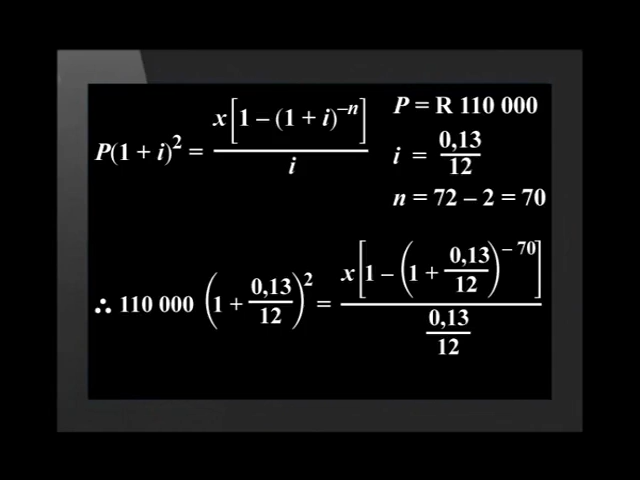 P(1 + i)² = x[1 – (1 + i)⁻ⁿ] / i
P = R 110 000
i = 0,13 / 12
n = 72 – 2 = 70
∴ 110 000 (1 + 0,13 / 12)² = x[1 – (1 + 0,13 / 12)⁻⁷⁰] / (0,13 / 12)